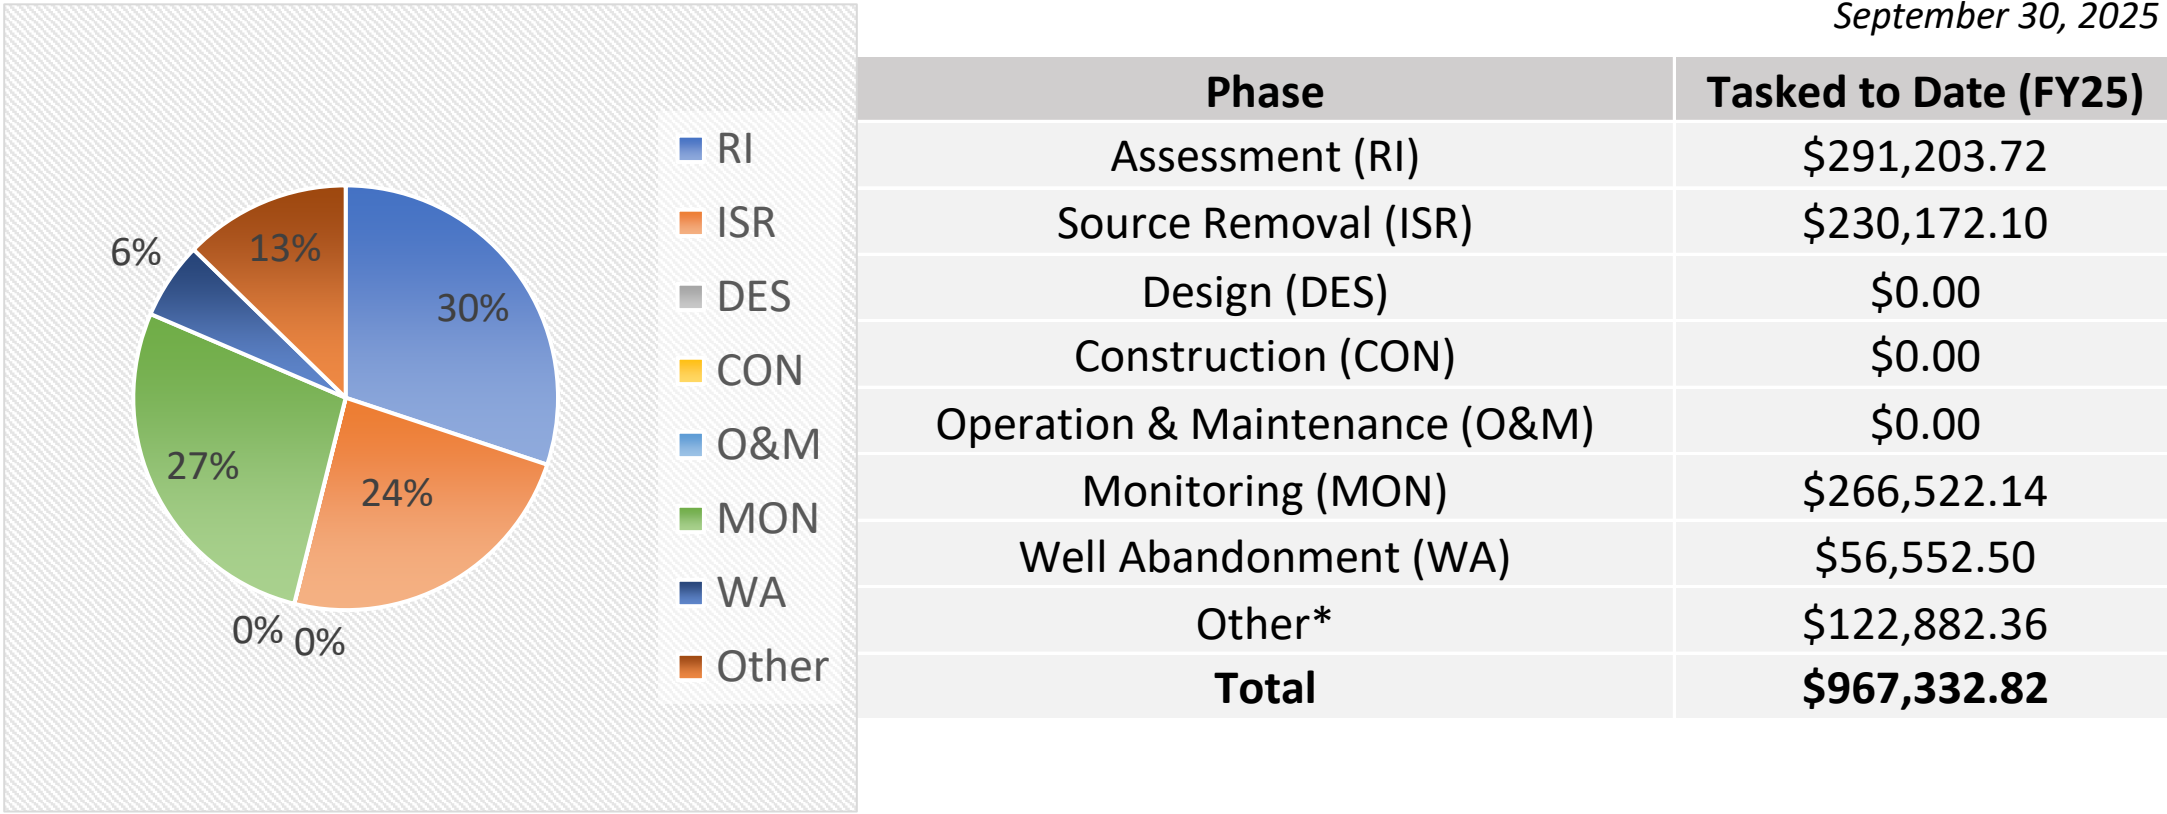 September 30, 2025
30%
24%
0%
0%
27%
6%
13%
RI
ISR
DES
CON
O&M
MON
WA
Other
Phase Tasked to Date (FY25)
Assessment (RI) $291,203.72
Source Removal (ISR) $230,172.10
Design (DES) $0.00
Construction (CON) $0.00
Operation & Maintenance (O&M) $0.00
Monitoring (MON) $266,522.14
Well Abandonment (WA) $56,552.50
Other* $122,882.36
Total $967,332.82